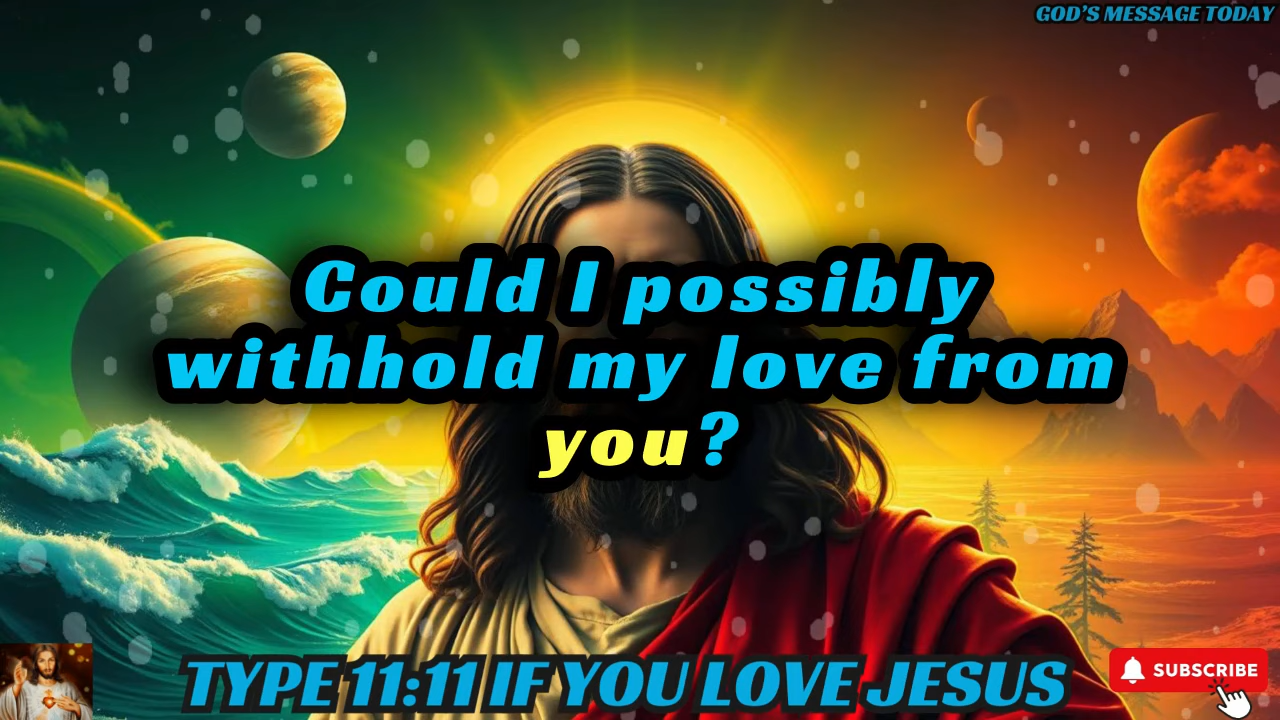 GOD'S MESSAGE TODAY
Could I possibly
withhold my love from
you?
TYPE 11:11 IF YOU LOVE JESUS
SUBSCRIBE